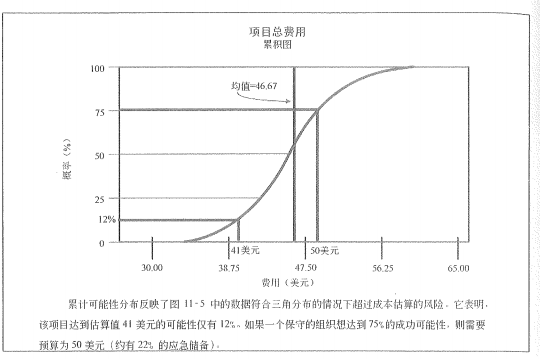 项目总费用
累积图
100
均值=46.67
75
概率（%）
50
25
12%
0
41美元
50美元
30.00
38.75
47.50
56.25
65.00
费用（美元）
累计可能性分布反映了图 11-5 中的数据符合三角分布的情况下超过成本估算的风险。它表明，
该项目达到估算值 41 美元的可能性仅有 12%。如果一个保守的组织想达到 75%的成功可能性，则需要
预算为 50 美元（约有 22% 的应急储备）。